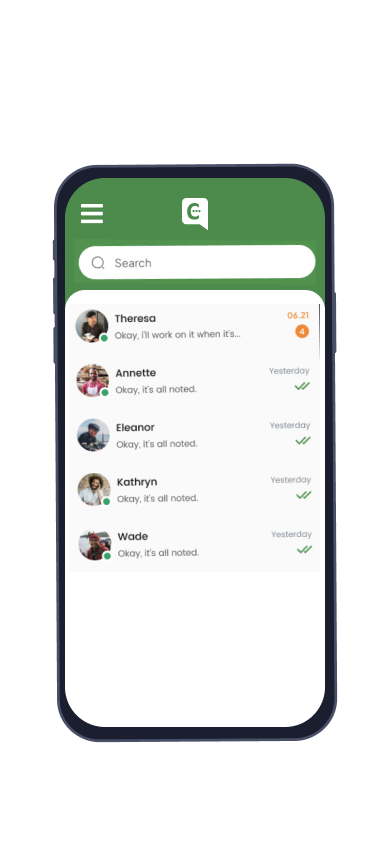 C
Search
Theresa 06.21
Okay, i'll work on it when it's... 4
Annette Yesterday
Okay, it's all noted.
Eleanor Yesterday
Okay, it's all noted.
Kathryn Yesterday
Okay, it's all noted.
Wade Yesterday
Okay, it's all noted.